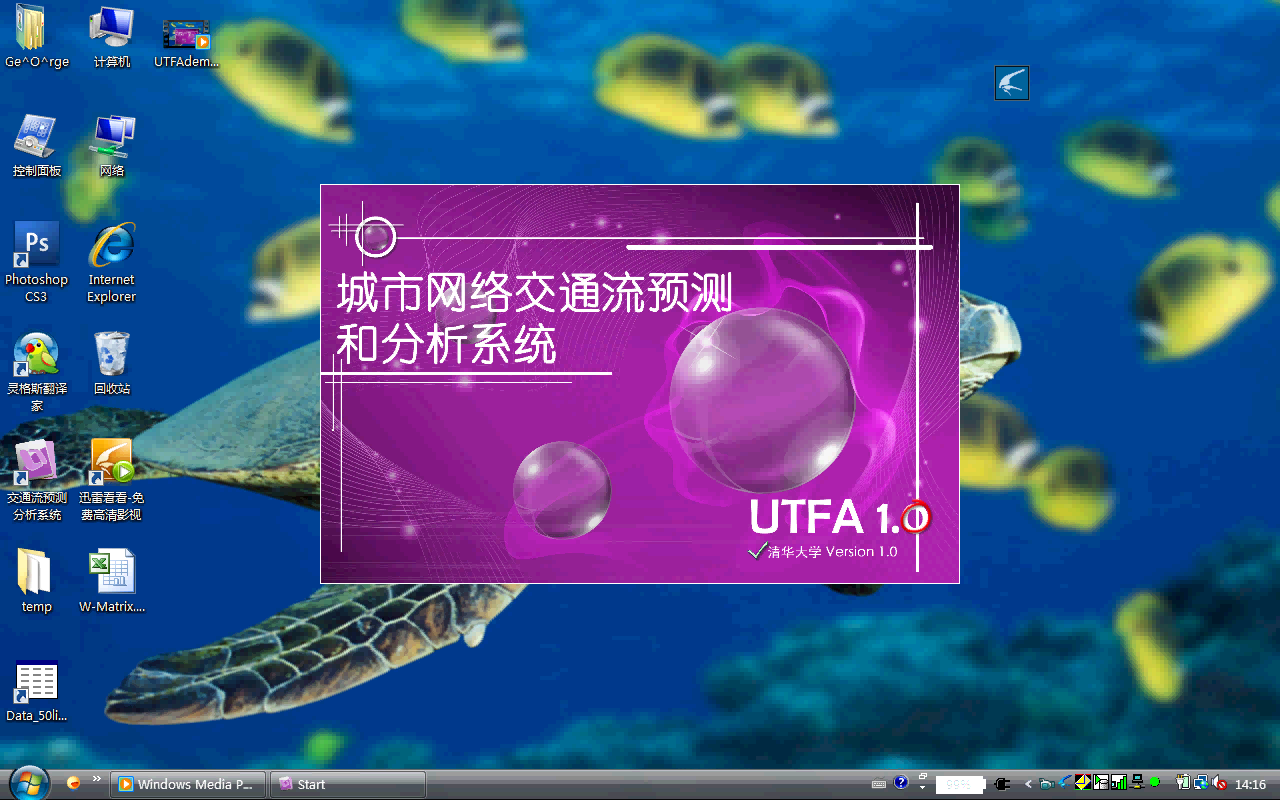 Ge^O^rge
计算机
UTFAdem...
控制面板
网络
Photoshop
CS3
Internet
Explorer
灵格斯翻译
家
回收站
交通流预测
分析系统
迅雷看看-免
费高清影视
temp
W-Matrix....
Data_50li...
城市网络交通流预测
和分析系统
UTFA 1.0
清华大学 Version 1.0
Windows Media P...
Start
14:16